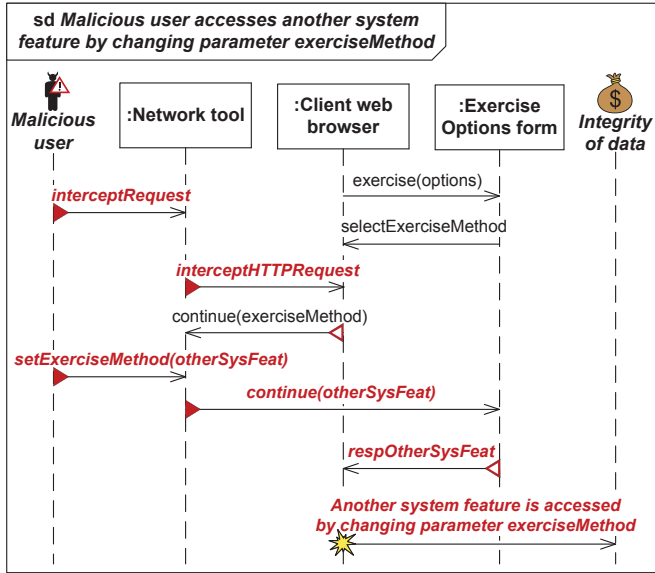 sd Malicious user accesses another system
feature by changing parameter exerciseMethod
Malicious
user
:Network tool
:Client web
browser
:Exercise
Options form
$
Integrity
of data
exercise(options)
interceptRequest
selectExerciseMethod
interceptHTTPRequest
continue(exerciseMethod)
setExerciseMethod(otherSysFeat)
continue(otherSysFeat)
respOtherSysFeat
Another system feature is accessed
by changing parameter exerciseMethod